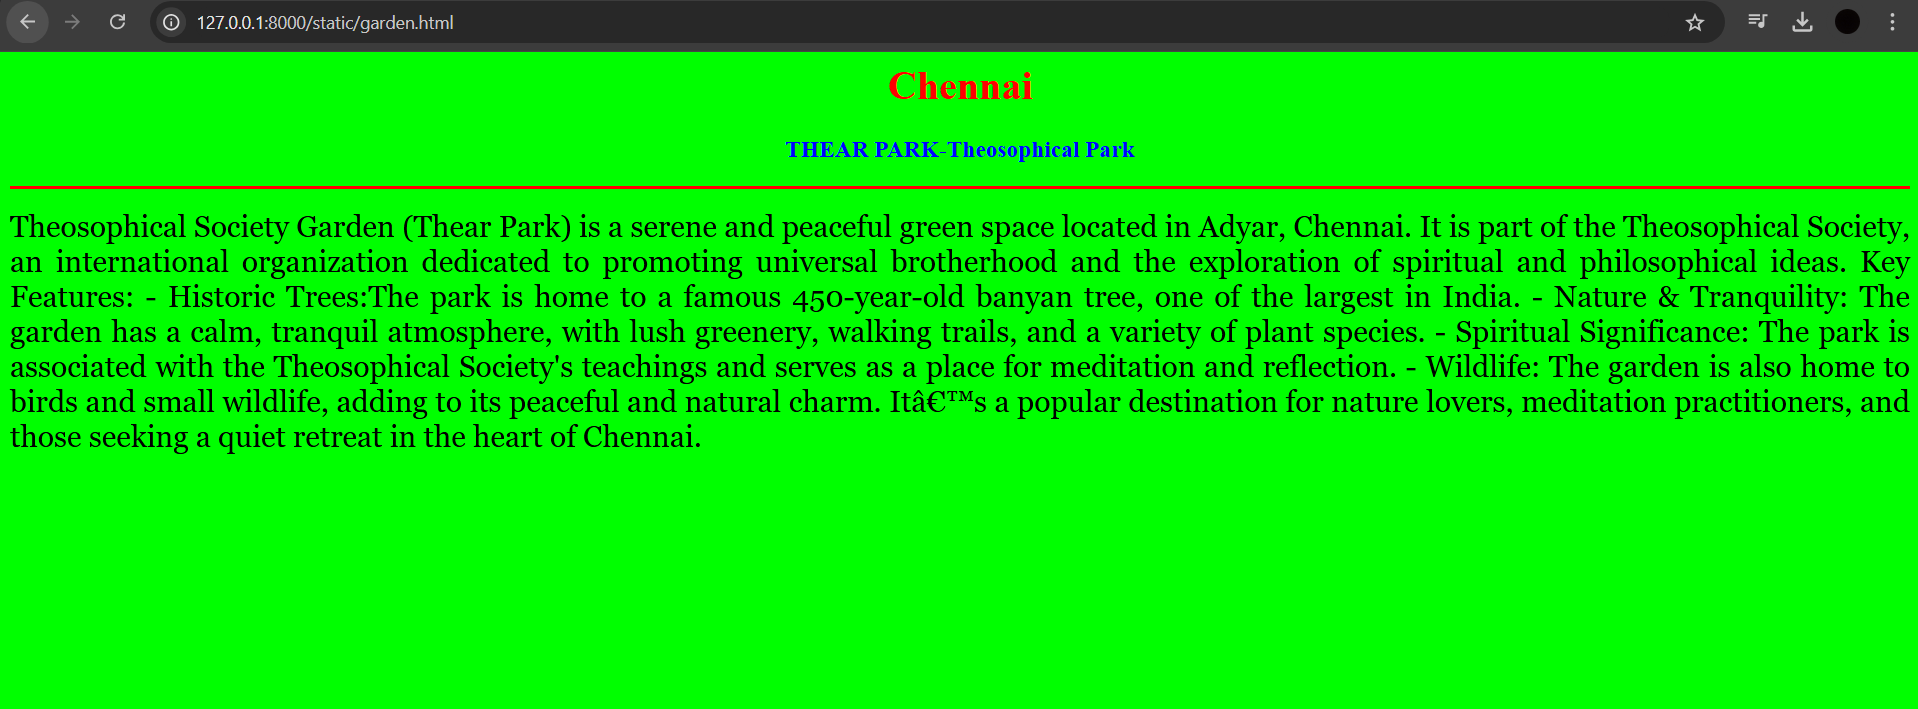 127.0.0.1:8000/static/garden.html
Chennai
THEAR PARK-Theosophical Park
Theosophical Society Garden (Thear Park) is a serene and peaceful green space located in Adyar, Chennai. It is part of the Theosophical Society,
an international organization dedicated to promoting universal brotherhood and the exploration of spiritual and philosophical ideas. Key
Features: - Historic Trees:The park is home to a famous 450-year-old banyan tree, one of the largest in India. - Nature & Tranquility: The
garden has a calm, tranquil atmosphere, with lush greenery, walking trails, and a variety of plant species. - Spiritual Significance: The park is
associated with the Theosophical Society's teachings and serves as a place for meditation and reflection. - Wildlife: The garden is also home to
birds and small wildlife, adding to its peaceful and natural charm. Itâ€™s a popular destination for nature lovers, meditation practitioners, and
those seeking a quiet retreat in the heart of Chennai.